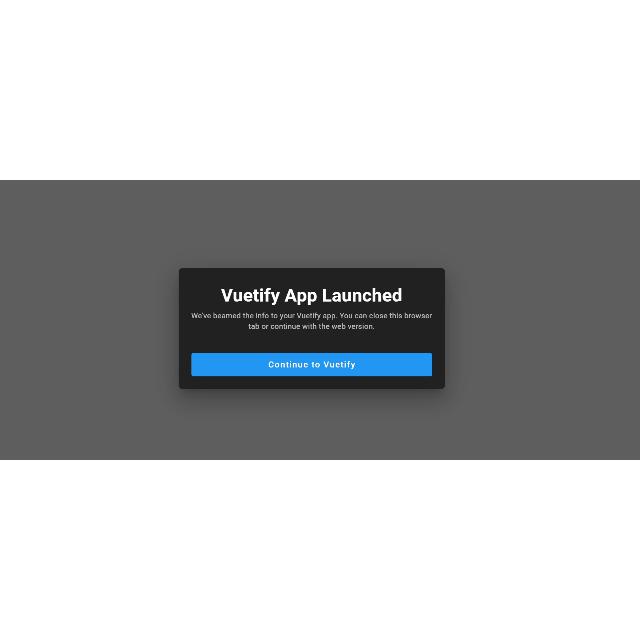 Vuetify App Launched
We've beamed the info to your Vuetify app. You can close this browser
tab or continue with the web version.
Continue to Vuetify